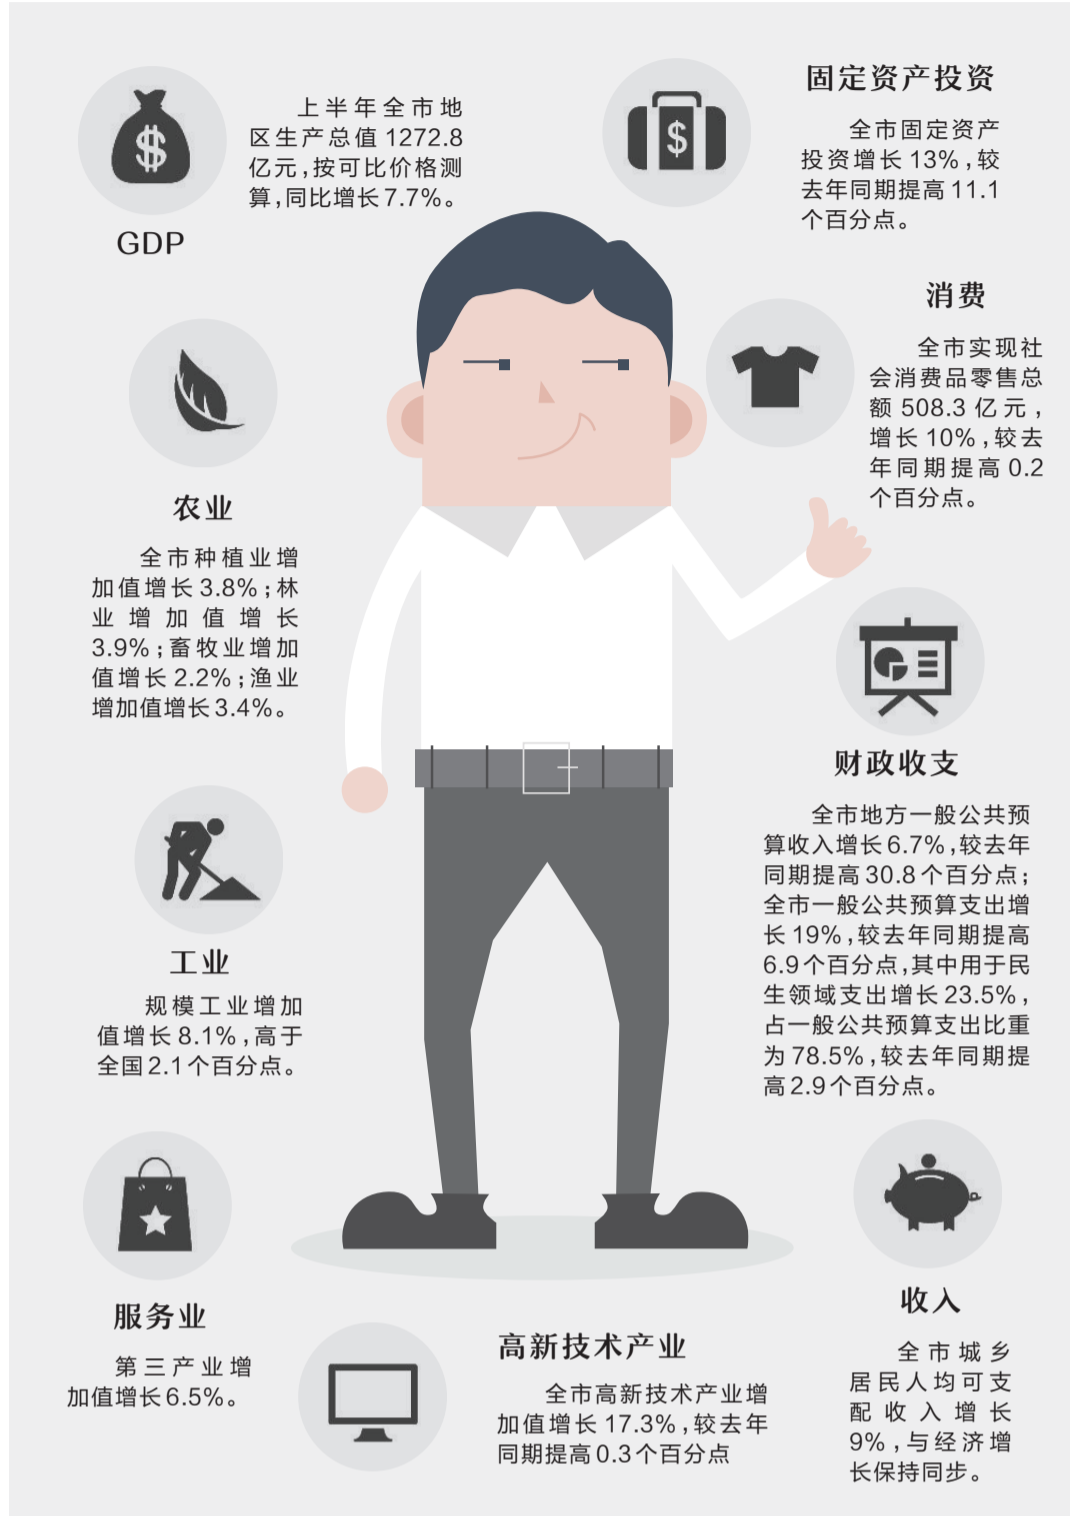 GDP
上半年全市地
区生产总值1272.8
亿元,按可比价格测
算,同比增长7.7%。
固定资产投资
全市固定资产
投资增长13%,较
去年同期提高11.1
个百分点。
消费
全市实现社
会消费品零售总
额508.3亿元,
增长10%,较去
年同期提高0.2
个百分点。
农业
全市种植业增
加值增长3.8%;林
业增加值增长
3.9%;畜牧业增加
值增长2.2%;渔业
增加值增长3.4%。
财政收支
全市地方一般公共预
算收入增长6.7%,较去年
同期提高30.8个百分点;
全市一般公共预算支出增
长19%,较去年同期提高
6.9个百分点,其中用于民
生领域支出增长23.5%,
占一般公共预算支出比重
为78.5%,较去年同期提
高2.9个百分点。
工业
规模工业增加
值增长8.1%,高于
全国2.1个百分点。
服务业
第三产业增
加值增长6.5%。
高新技术产业
全市高新技术产业增
加值增长17.3%,较去年
同期提高0.3个百分点
收入
全市城乡
居民人均可支
配收入增长
9%,与经济增
长保持同步。